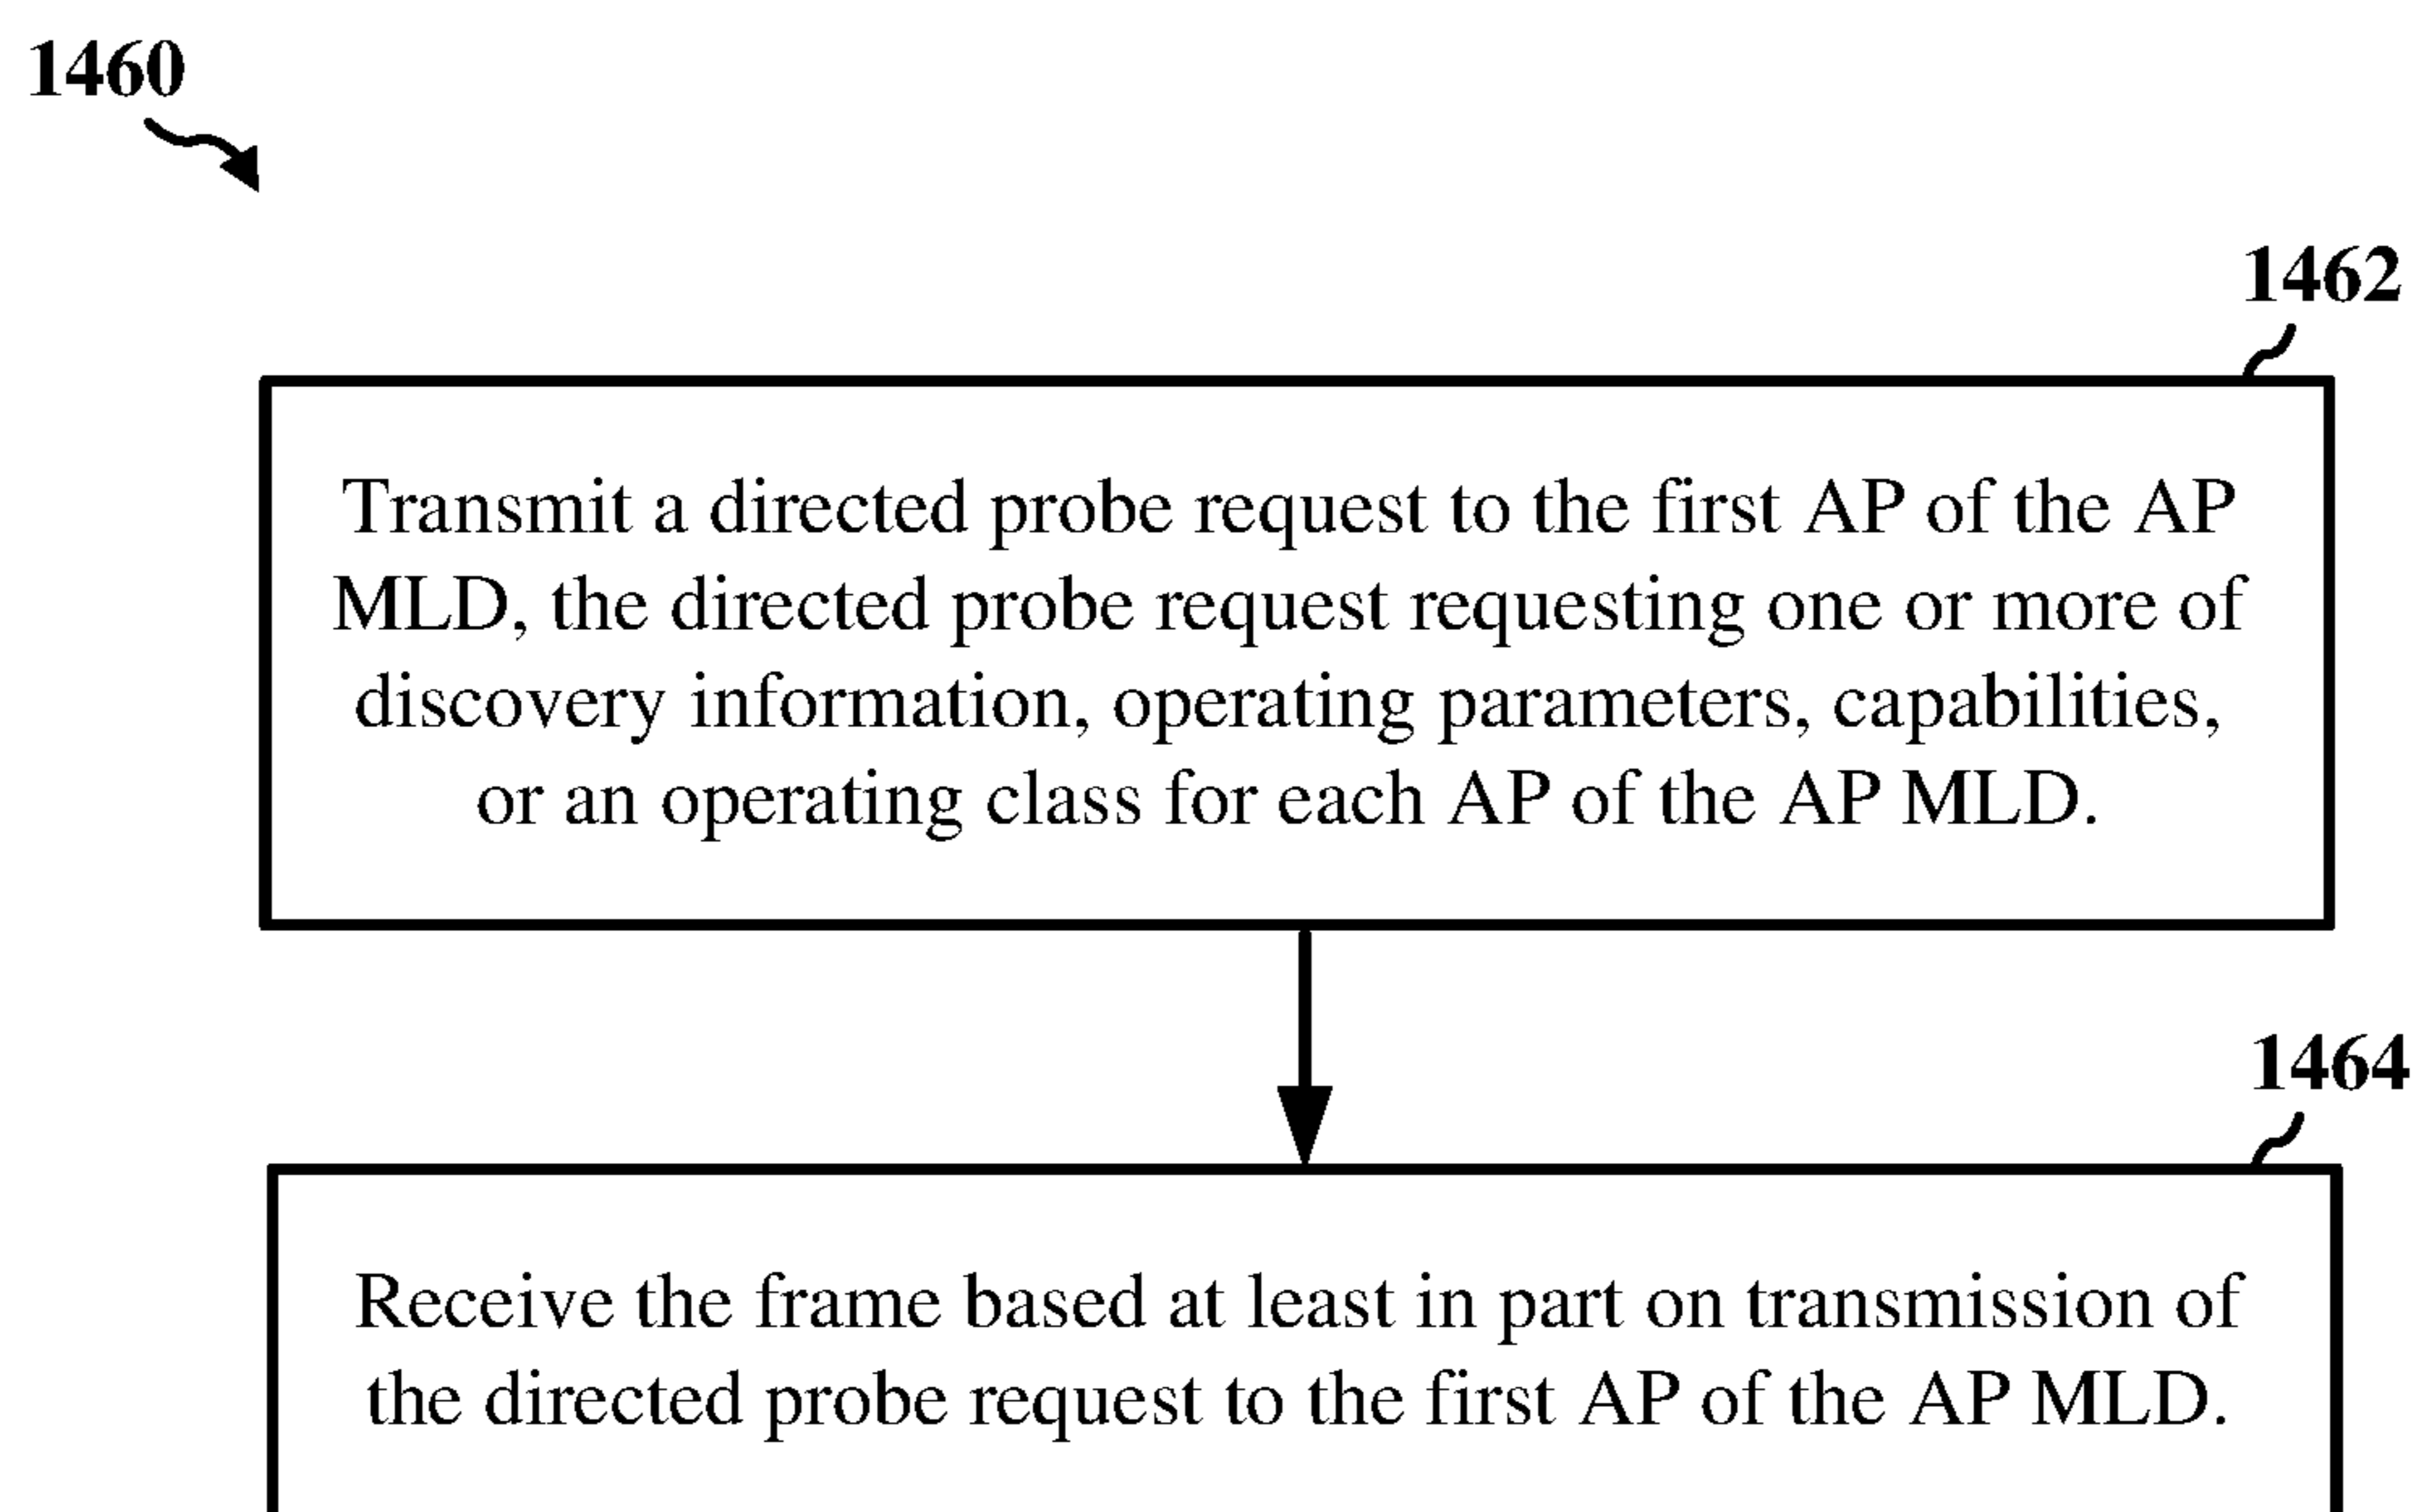 1460
1462
Transmit a directed probe request to the first AP of the AP
MLD, the directed probe request requesting one or more of
discovery information, operating parameters, capabilities,
or an operating class for each AP of the AP MLD.
1464
Receive the frame based at least in part on transmission of
the directed probe request to the first AP of the AP MLD.